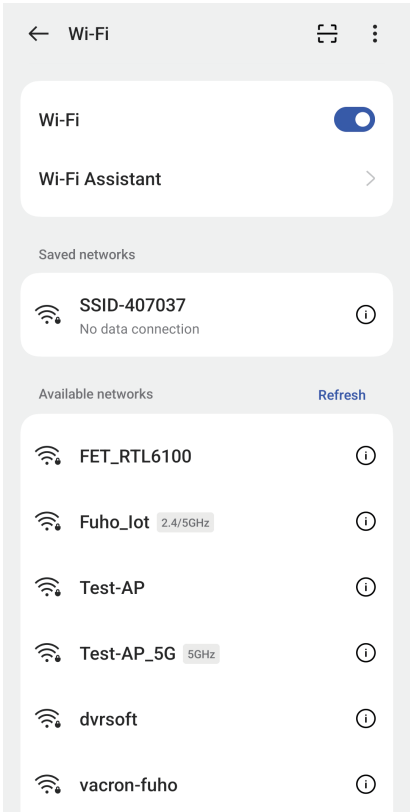 Wi-Fi
Wi-Fi
Wi-Fi Assistant
Saved networks
SSID-407037
No data connection
Available networks Refresh
FET_RTL6100
Fuho_Iot 2.4/5GHz
Test-AP
Test-AP_5G 5GHz
dvrsoft
vacron-fuho